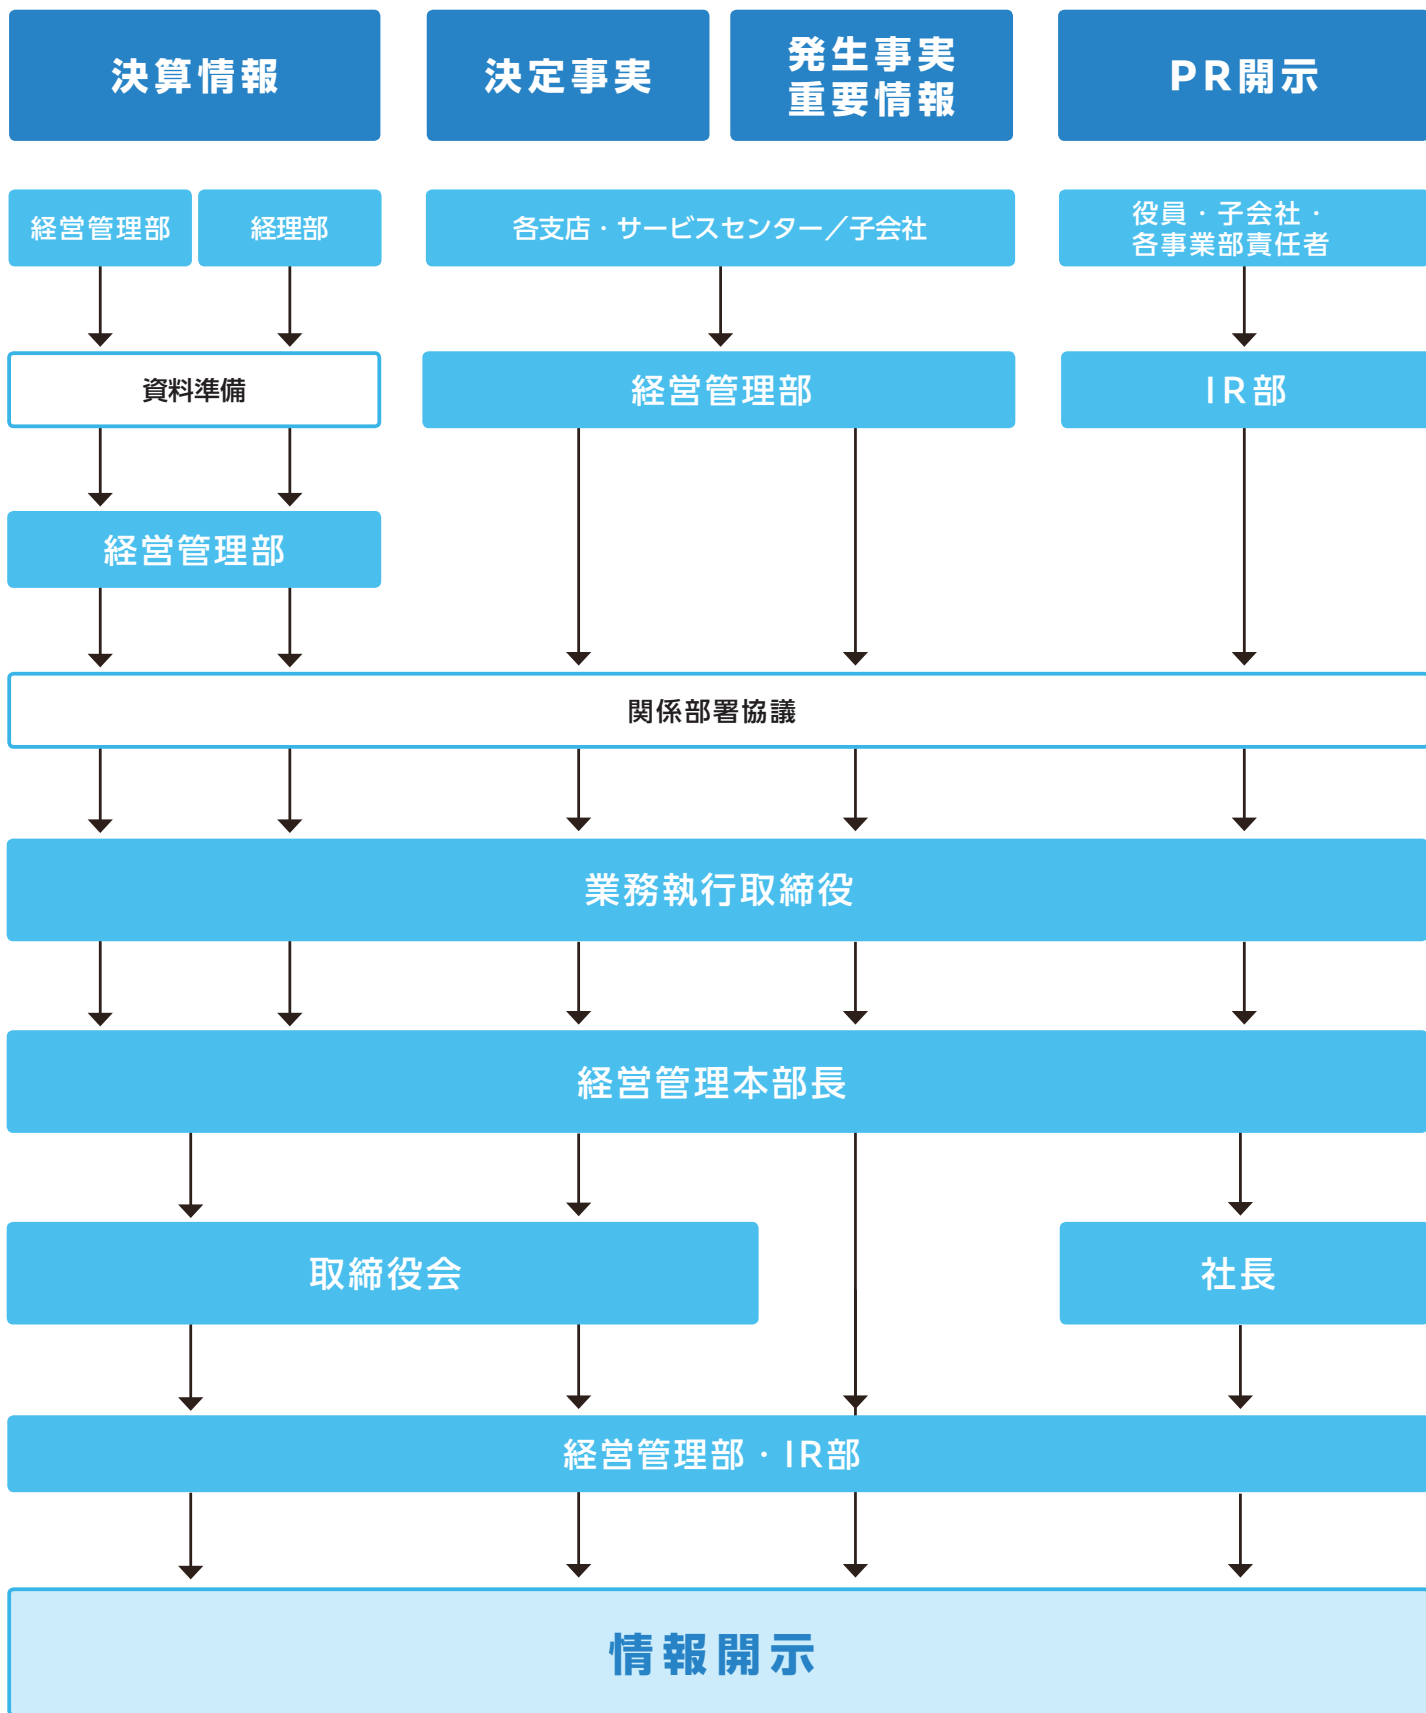 決算情報
決定事実
発生事実
重要情報
PR開示
経営管理部
経理部
各支店・サービスセンター／子会社
役員・子会社・
各事業部責任者
資料準備
経営管理部
IR部
経営管理部
関係部署協議
業務執行取締役
経営管理本部長
取締役会
社長
経営管理部・IR部
情報開示